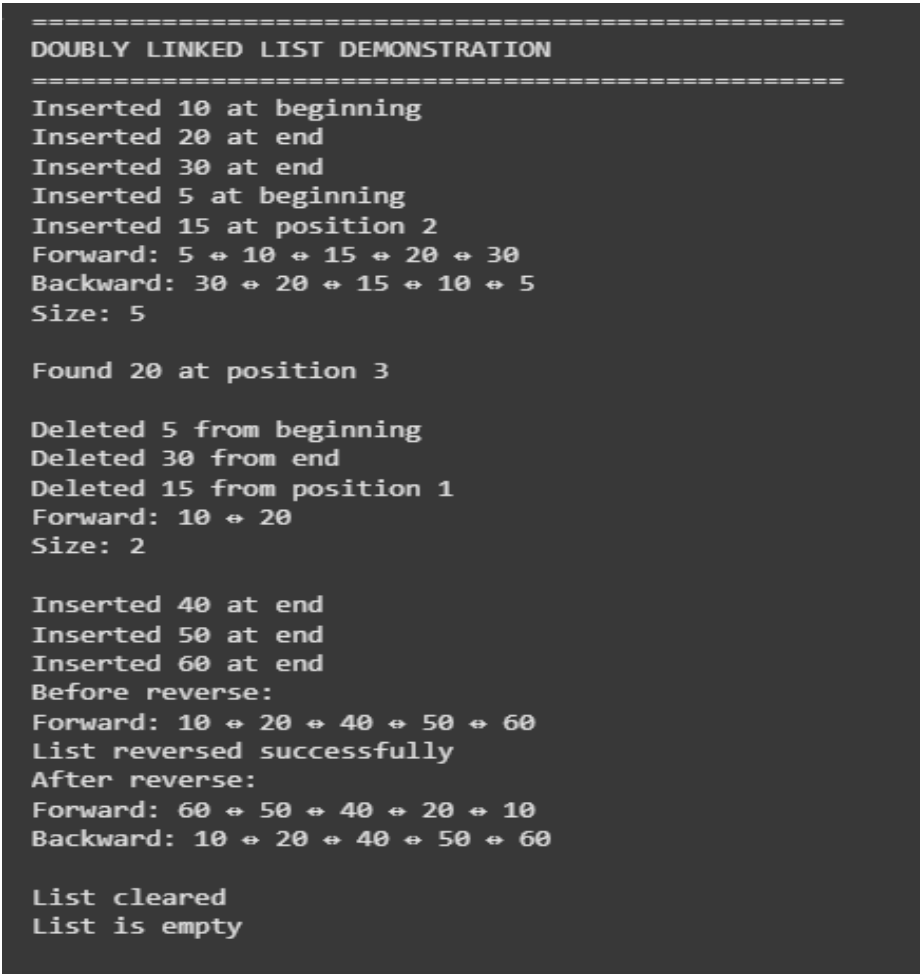 ==================================================
DOUBLY LINKED LIST DEMONSTRATION
==================================================
Inserted 10 at beginning
Inserted 20 at end
Inserted 30 at end
Inserted 5 at beginning
Inserted 15 at position 2
Forward: 5 ↔ 10 ↔ 15 ↔ 20 ↔ 30
Backward: 30 ↔ 20 ↔ 15 ↔ 10 ↔ 5
Size: 5
Found 20 at position 3
Deleted 5 from beginning
Deleted 30 from end
Deleted 15 from position 1
Forward: 10 ↔ 20
Size: 2
Inserted 40 at end
Inserted 50 at end
Inserted 60 at end
Before reverse:
Forward: 10 ↔ 20 ↔ 40 ↔ 50 ↔ 60
List reversed successfully
After reverse:
Forward: 60 ↔ 50 ↔ 40 ↔ 20 ↔ 10
Backward: 10 ↔ 20 ↔ 40 ↔ 50 ↔ 60
List cleared
List is empty